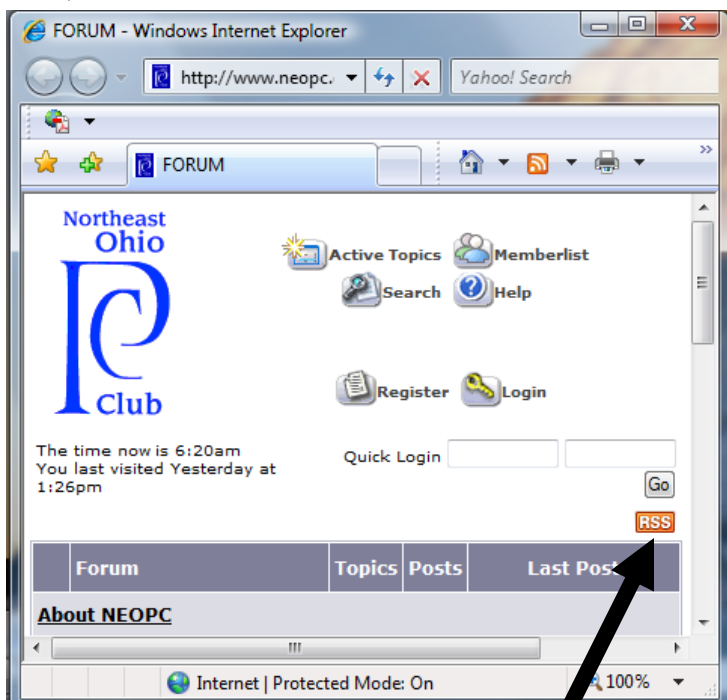 FORUM - Windows Internet Explorer
http://www.neopc. Yahoo! Search
FORUM
Northeast
Ohio
PC
Club
Active Topics Memberlist
Search Help
Register Login
The time now is 6:20am
You last visited Yesterday at
1:26pm
Quick Login
Go
RSS
Forum Topics Posts Last Post
About NEOPC
Internet | Protected Mode: On 100%